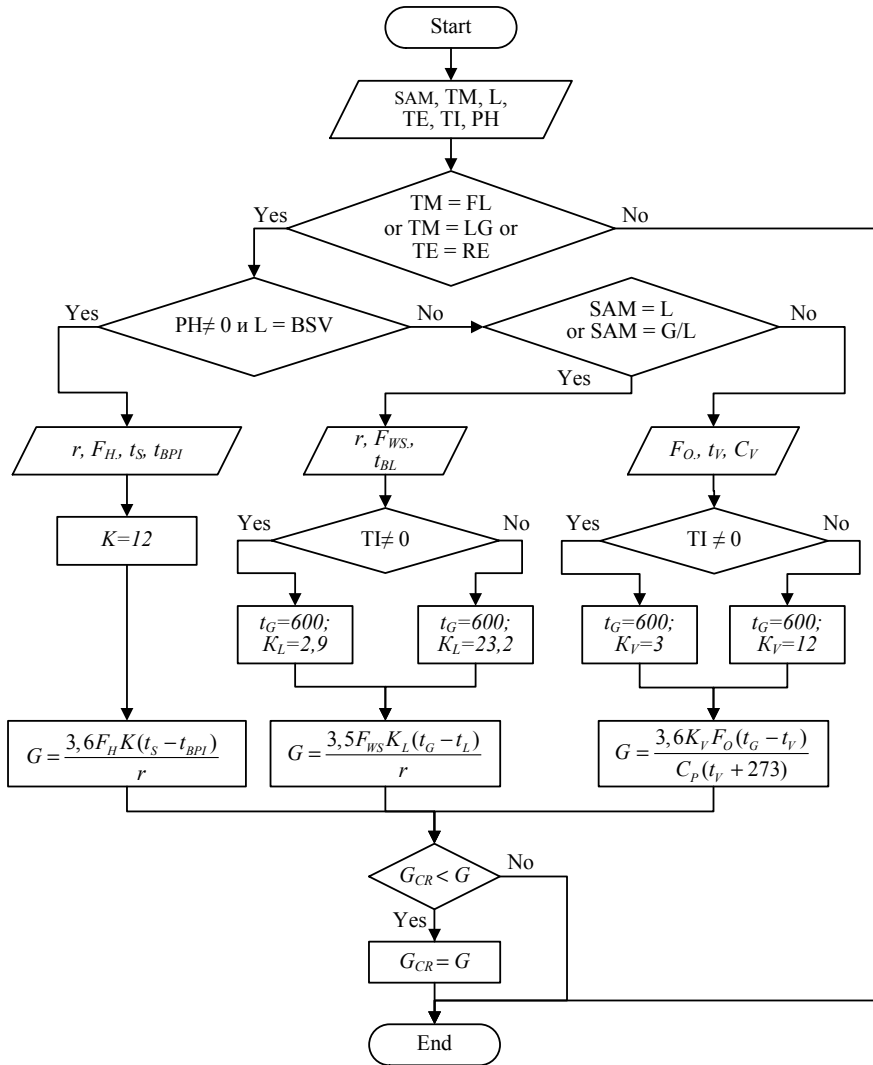 Start
SAM, TM, L,
TE, TI, PH
TM = FL
or TM = LG or
TE = RE
Yes
No
PH≠ 0 и L = BSV
Yes
No
SAM = L
or SAM = G/L
No
Yes
r, F_H., t_S, t_BPI
r, F_WS.,
t_BL
F_O., t_V, C_V
K=12
Yes
TI≠ 0
No
Yes
TI ≠ 0
No
t_G=600;
K_L=2,9
t_G=600;
K_L=23,2
t_G=600;
K_V=3
t_G=600;
K_V=12
G = 3,6F_H K(t_S − t_BPI) / r
G = 3,5F_WS K_L (t_G − t_L) / r
G = 3,6K_V F_O (t_G − t_V) / C_P (t_V + 273)
G_CR < G
No
Yes
G_CR = G
End